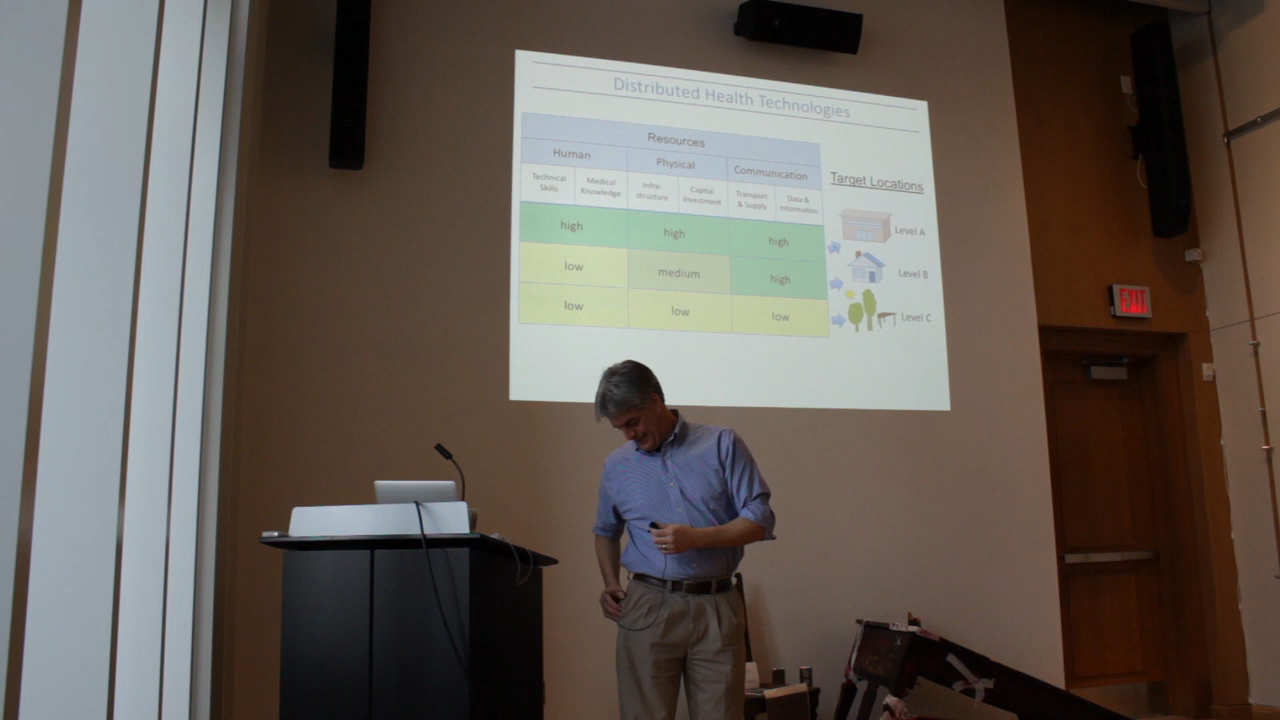 Distributed Health Technologies
Resources
Human Physical Communication
Technical Skills Medical Knowledge Infra-structure Capital Investment Transport & Supply Data & Information
high high high
low medium high
low low low
Target Locations
Level A
Level B
Level C
EXIT